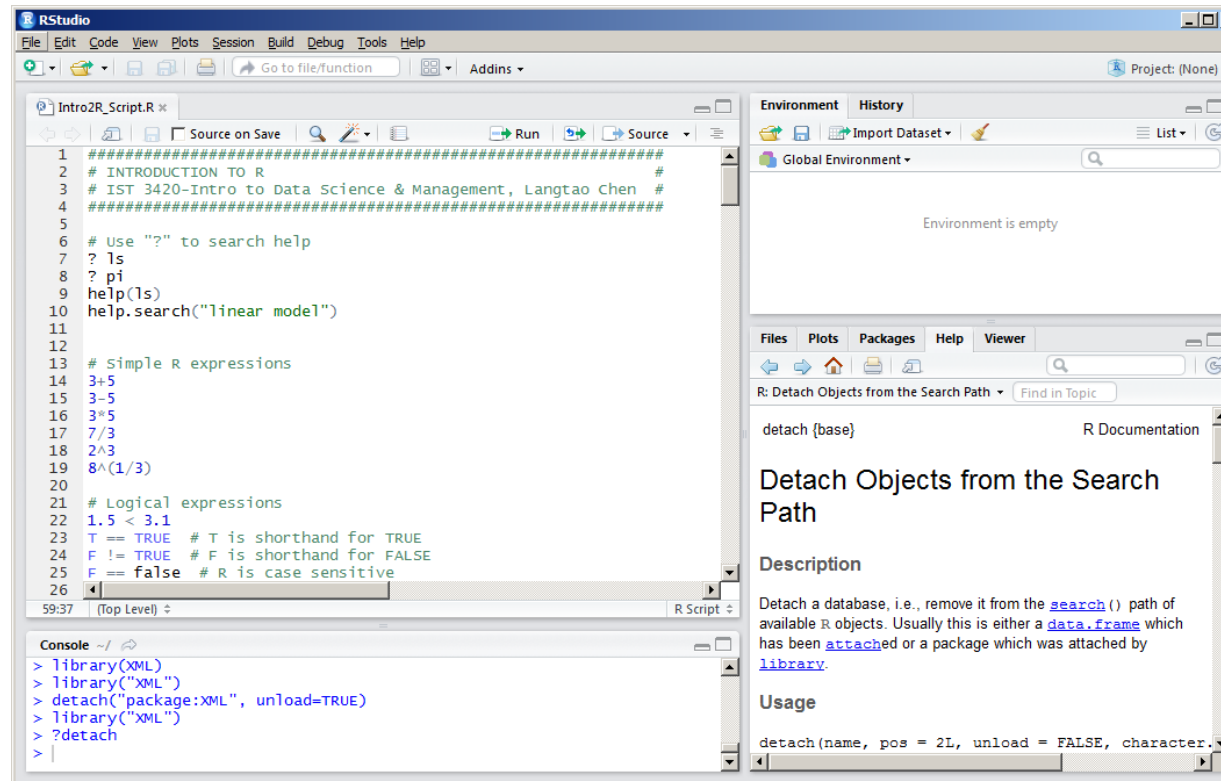 RStudio
File Edit Code View Plots Session Build Debug Tools Help
Go to file/function Addins Project: (None)
Intro2R_Script.R
Source on Save Run Source
1 ##############################################################
2 # INTRODUCTION TO R #
3 # IST 3420-Intro to Data Science & Management, Langtao Chen #
4 ##############################################################
5
6 # Use "?" to search help
7 ? ls
8 ? pi
9 help(ls)
10 help.search("linear model")
11
12
13 # Simple R expressions
14 3+5
15 3-5
16 3*5
17 7/3
18 2^3
19 8^(1/3)
20
21 # Logical expressions
22 1.5 < 3.1
23 T == TRUE # T is shorthand for TRUE
24 F != TRUE # F is shorthand for FALSE
25 F == false # R is case sensitive
26
59:37 (Top Level) R Script
Console ~/
> library(XML)
> library("XML")
> detach("package:XML", unload=TRUE)
> library("XML")
> ?detach
>
Environment History
Import Dataset List
Global Environment
Environment is empty
Files Plots Packages Help Viewer
R: Detach Objects from the Search Path Find in Topic
detach {base} R Documentation
Detach Objects from the Search
Path
Description
Detach a database, i.e., remove it from the search() path of
available R objects. Usually this is either a data.frame which
has been attached or a package which was attached by
library.
Usage
detach(name, pos = 2L, unload = FALSE, character.